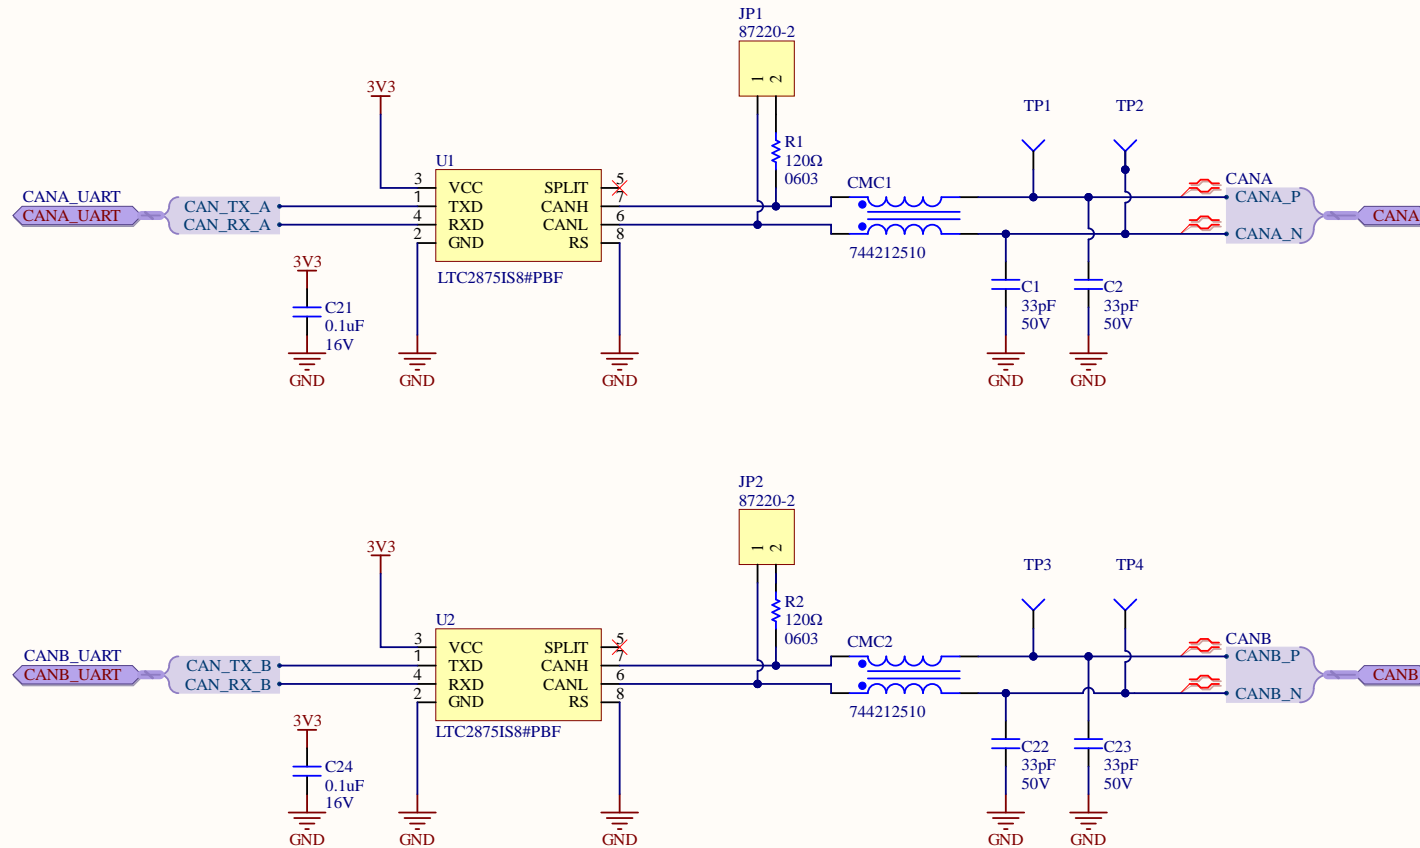 JP1
87220-2
1 2
3V3
TP1 TP2
R1
120Ω
0603
U1
CANA_UART
CANA_UART
CAN_TX_A
CAN_RX_A
3 VCC SPLIT 5
1 TXD CANH 7
4 RXD CANL 6
2 GND RS 8
LTC2875IS8#PBF
CMC1
744212510
CANA
CANA_P
CANA_N
CANA
3V3
C21
0.1uF
16V
GND
GND
GND
C1
33pF
50V
GND
C2
33pF
50V
GND
JP2
87220-2
1 2
3V3
TP3 TP4
R2
120Ω
0603
U2
CANB_UART
CANB_UART
CAN_TX_B
CAN_RX_B
3 VCC SPLIT 5
1 TXD CANH 7
4 RXD CANL 6
2 GND RS 8
LTC2875IS8#PBF
CMC2
744212510
CANB
CANB_P
CANB_N
CANB
3V3
C24
0.1uF
16V
GND
GND
GND
C22
33pF
50V
GND
C23
33pF
50V
GND